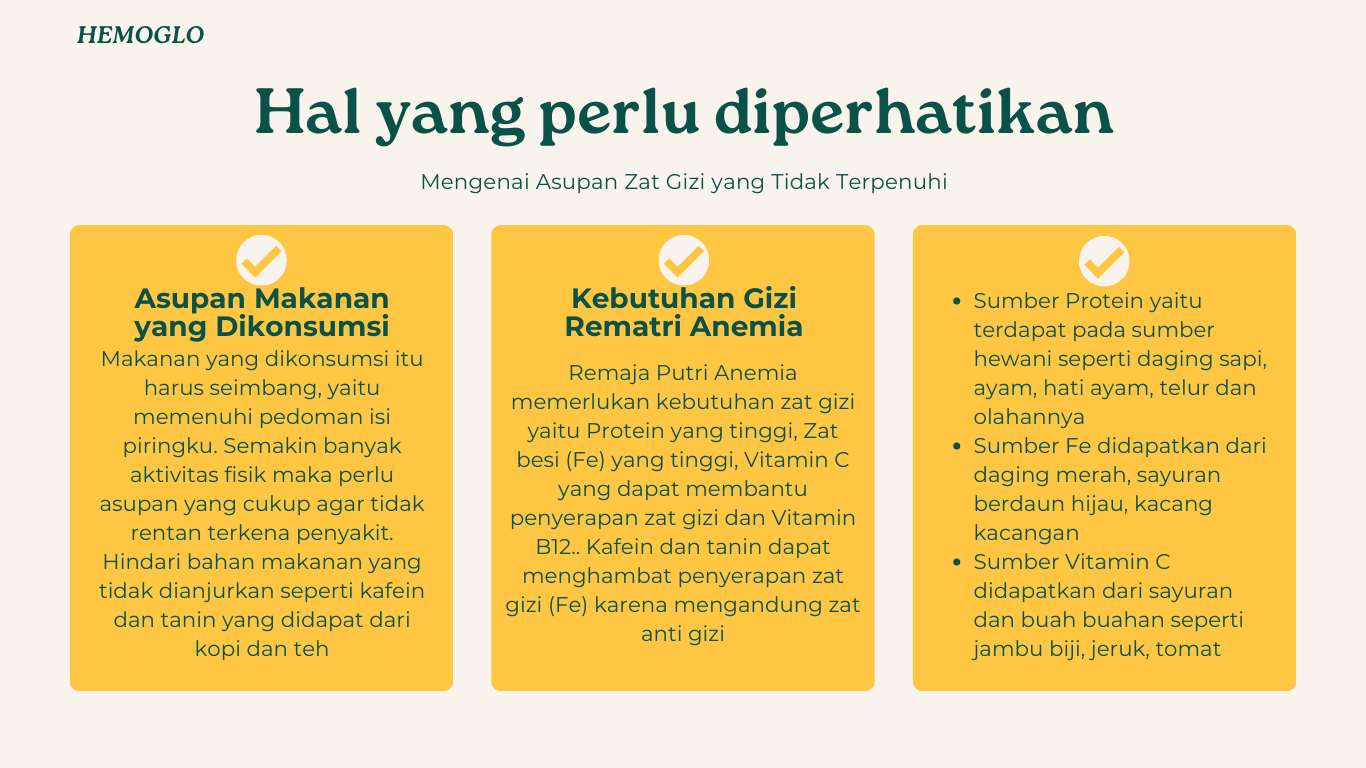 HEMOGLO
Hal yang perlu diperhatikan
Mengenai Asupan Zat Gizi yang Tidak Terpenuhi
Asupan Makanan
yang Dikonsumsi
Makanan yang dikonsumsi itu
harus seimbang, yaitu
memenuhi pedoman isi
piringku. Semakin banyak
aktivitas fisik maka perlu
asupan yang cukup agar tidak
rentan terkena penyakit.
Hindari bahan makanan yang
tidak dianjurkan seperti kafein
dan tanin yang didapat dari
kopi dan teh
Kebutuhan Gizi
Rematri Anemia
Remaja Putri Anemia
memerlukan kebutuhan zat gizi
yaitu Protein yang tinggi, Zat
besi (Fe) yang tinggi, Vitamin C
yang dapat membantu
penyerapan zat gizi dan Vitamin
B12.. Kafein dan tanin dapat
menghambat penyerapan zat
gizi (Fe) karena mengandung zat
anti gizi
• Sumber Protein yaitu
terdapat pada sumber
hewani seperti daging sapi,
ayam, hati ayam, telur dan
olahannya
• Sumber Fe didapatkan dari
daging merah, sayuran
berdaun hijau, kacang
kacangan
• Sumber Vitamin C
didapatkan dari sayuran
dan buah buahan seperti
jambu biji, jeruk, tomat